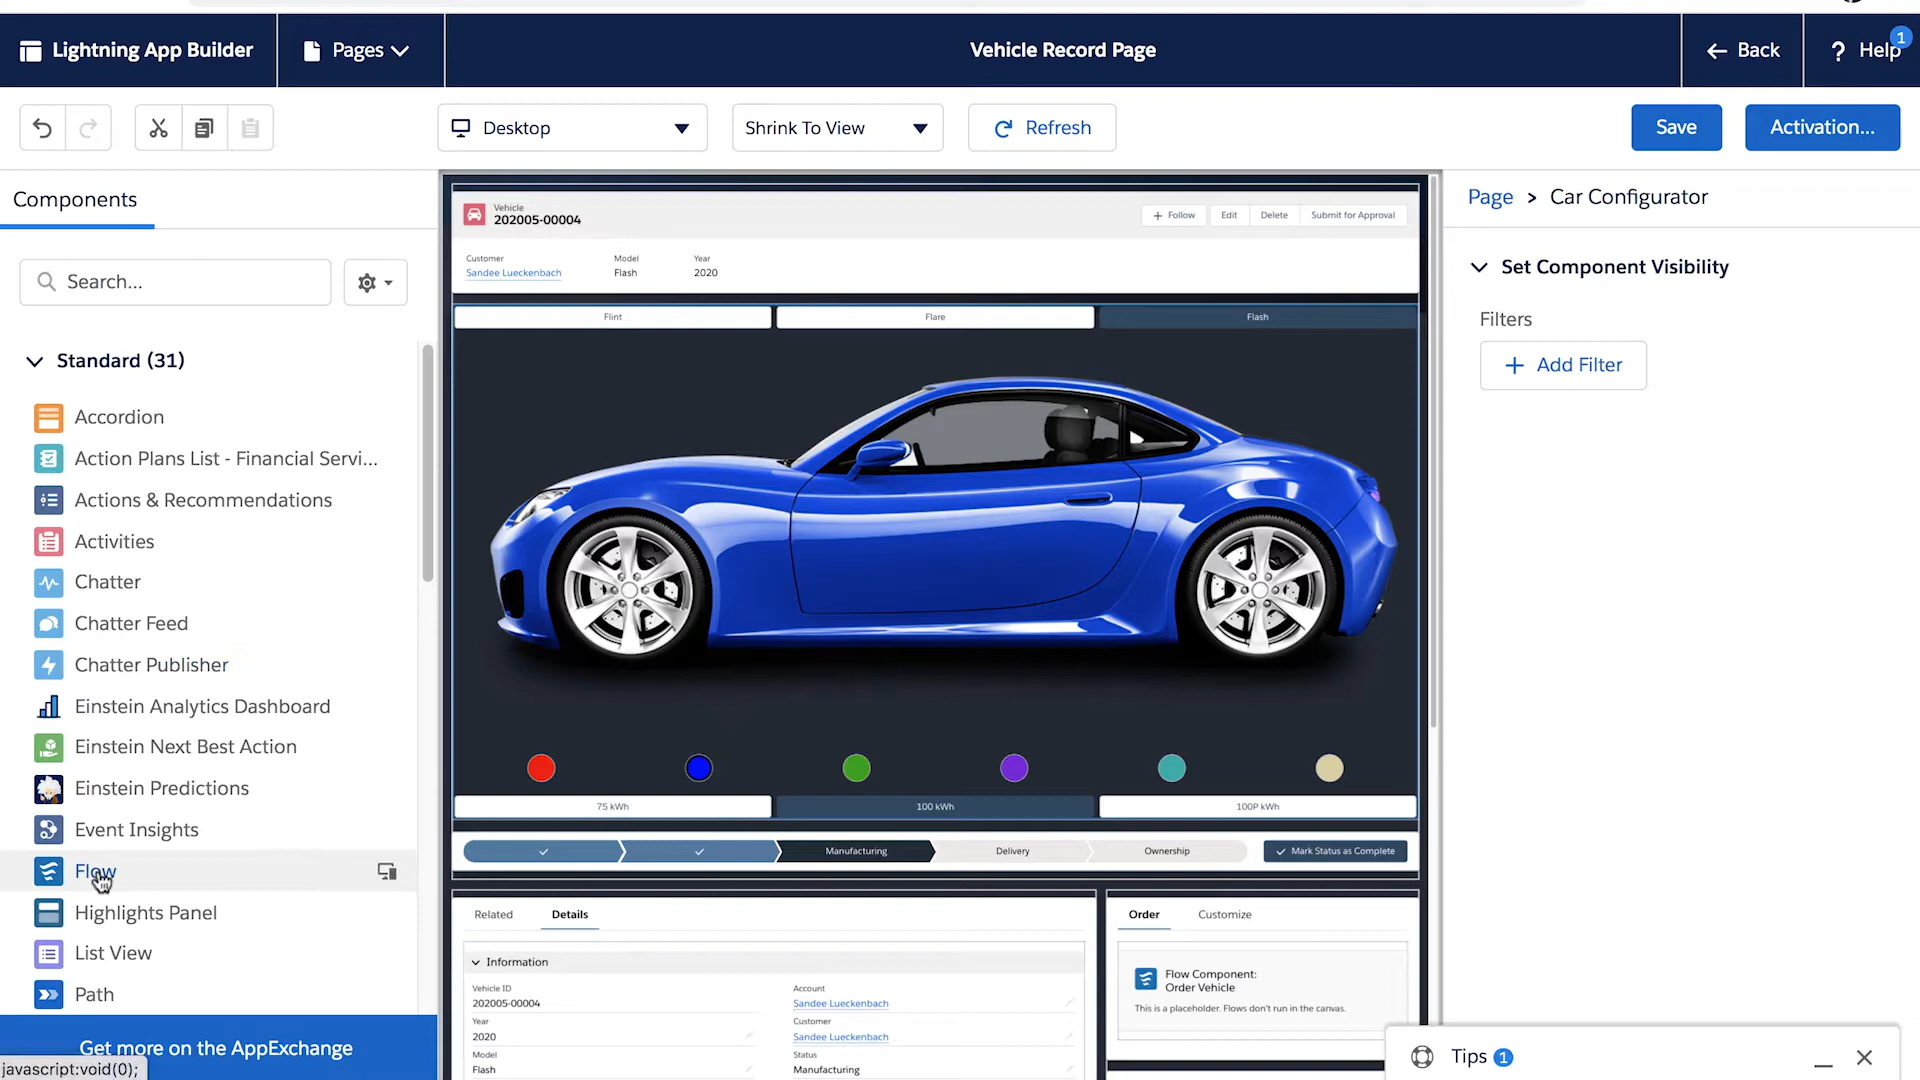 Lightning App Builder
Pages
Vehicle Record Page
Back
? Help
1
Desktop
Shrink To View
Refresh
Save
Activation...
Components
Search...
Standard (31)
Accordion
Action Plans List - Financial Servi...
Actions & Recommendations
Activities
Chatter
Chatter Feed
Chatter Publisher
Einstein Analytics Dashboard
Einstein Next Best Action
Einstein Predictions
Event Insights
Flow
Highlights Panel
List View
Path
Get more on the AppExchange
javascript:void(0);
Vehicle
202005-00004
+ Follow
Edit
Delete
Submit for Approval
Customer
Model
Year
Sandee Lueckenbach
Flash
2020
Flint
Flare
Flash
75 kWh
100 kWh
100P kWh
Manufacturing
Delivery
Ownership
Mark Status as Complete
Related
Details
Information
Vehicle ID
202005-00004
Account
Sandee Lueckenbach
Year
2020
Customer
Sandee Lueckenbach
Model
Flash
Status
Manufacturing
Order
Customize
Flow Component:
Order Vehicle
This is a placeholder. Flows don't run in the canvas.
Page > Car Configurator
Set Component Visibility
Filters
+ Add Filter
Tips 1